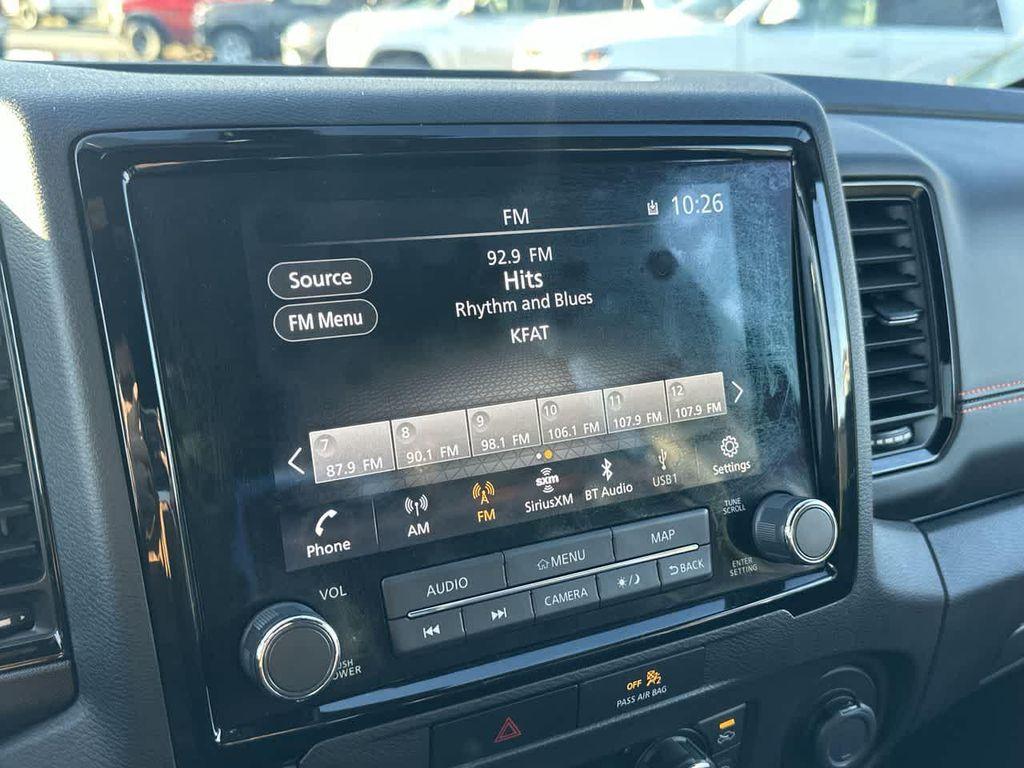 FM
10:26
92.9 FM
Source
Hits
FM Menu
Rhythm and Blues
KFAT
7
87.9 FM
8
90.1 FM
9
98.1 FM
10
106.1 FM
11
107.9 FM
12
107.9 FM
Phone
AM
FM
sxm
SiriusXM
BT Audio
USB1
Settings
TUNE
SCROLL
VOL
AUDIO
MENU
MAP
CAMERA
BACK
ENTER
SETTING
OFF
2
PASS AIR BAG